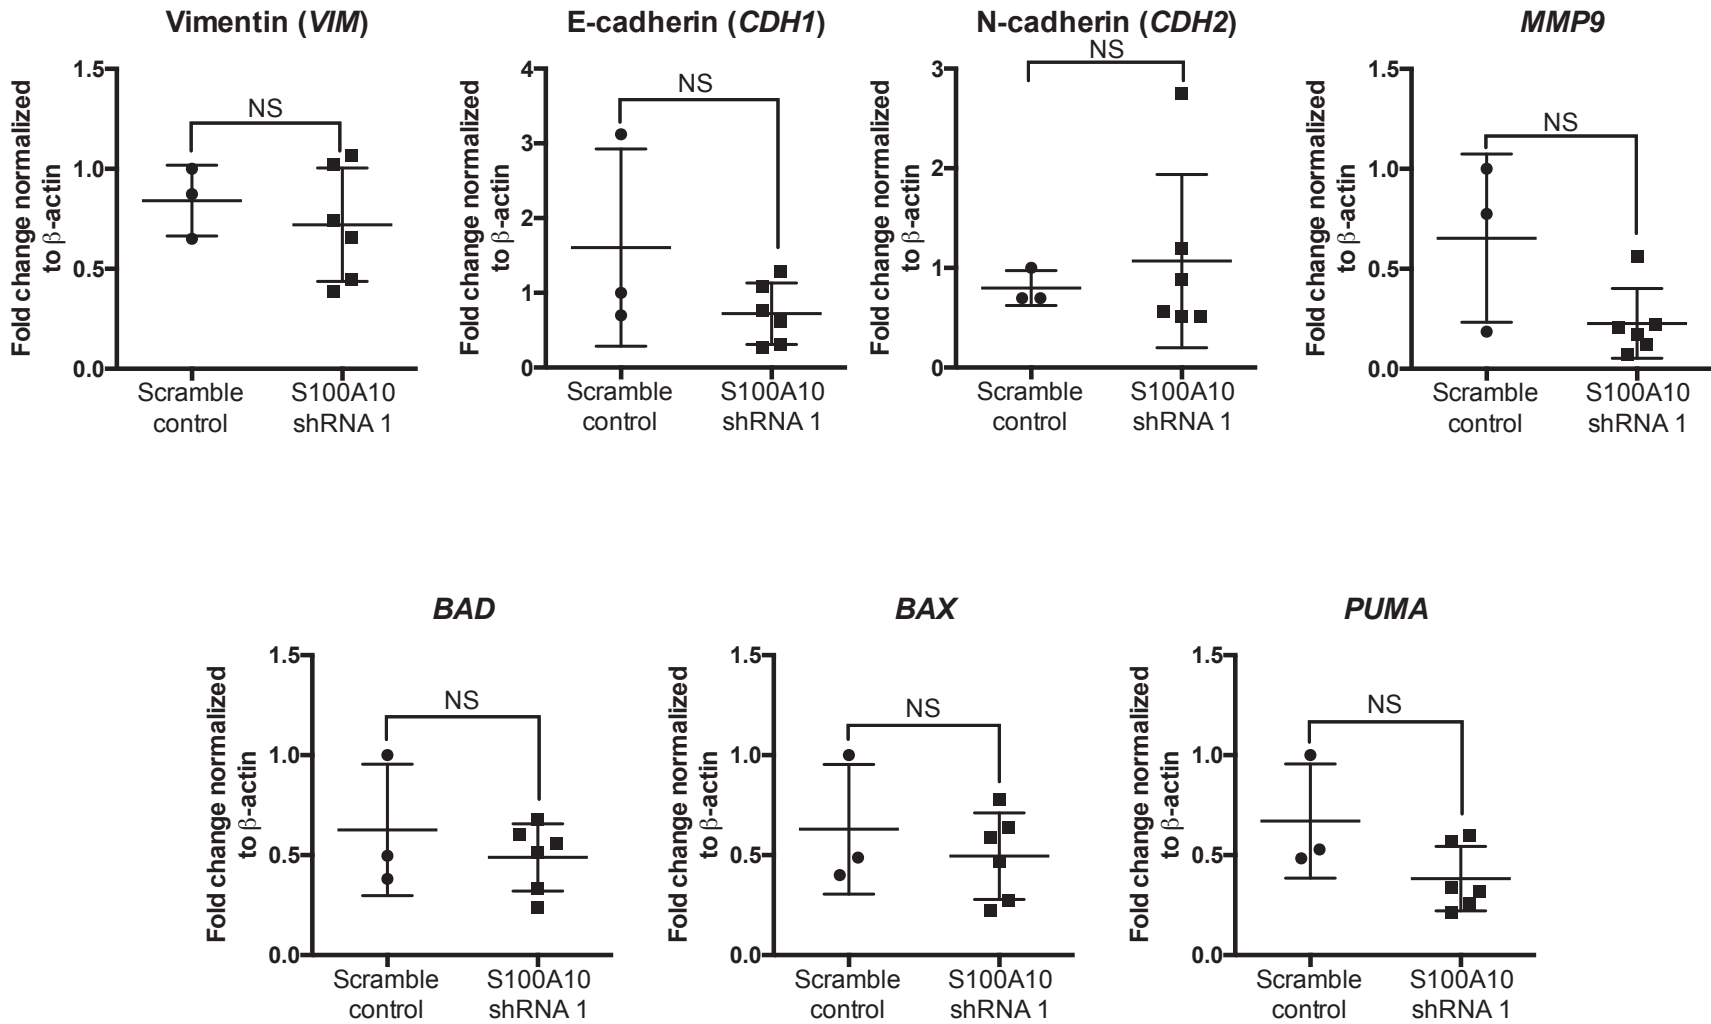 Vimentin (VIM)
Fold change normalized
to β-actin
1.5
1.0
0.5
0.0
NS
Scramble
control
S100A10
shRNA 1
E-cadherin (CDH1)
Fold change normalized
to β-actin
4
3
2
1
0
NS
Scramble
control
S100A10
shRNA 1
N-cadherin (CDH2)
Fold change normalized
to β-actin
3
2
1
0
NS
Scramble
control
S100A10
shRNA 1
MMP9
Fold change normalized
to β-actin
1.5
1.0
0.5
0.0
NS
Scramble
control
S100A10
shRNA 1
BAD
Fold change normalized
to β-actin
1.5
1.0
0.5
0.0
NS
Scramble
control
S100A10
shRNA 1
BAX
Fold change normalized
to β-actin
1.5
1.0
0.5
0.0
NS
Scramble
control
S100A10
shRNA 1
PUMA
Fold change normalized
to β-actin
1.5
1.0
0.5
0.0
NS
Scramble
control
S100A10
shRNA 1